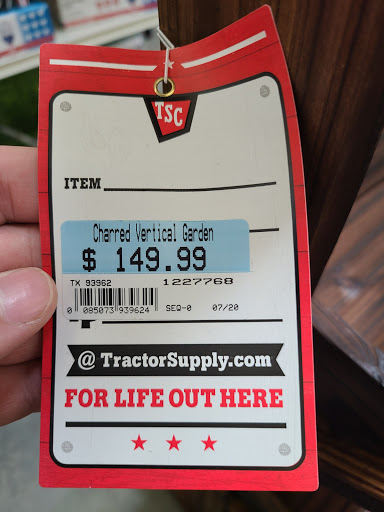 TSC
ITEM
Charred Vertical Garden
$ 149.99
TX 93962 1227768
0 085073 939624 SEQ-0 07/20
@ TractorSupply.com
FOR LIFE OUT HERE